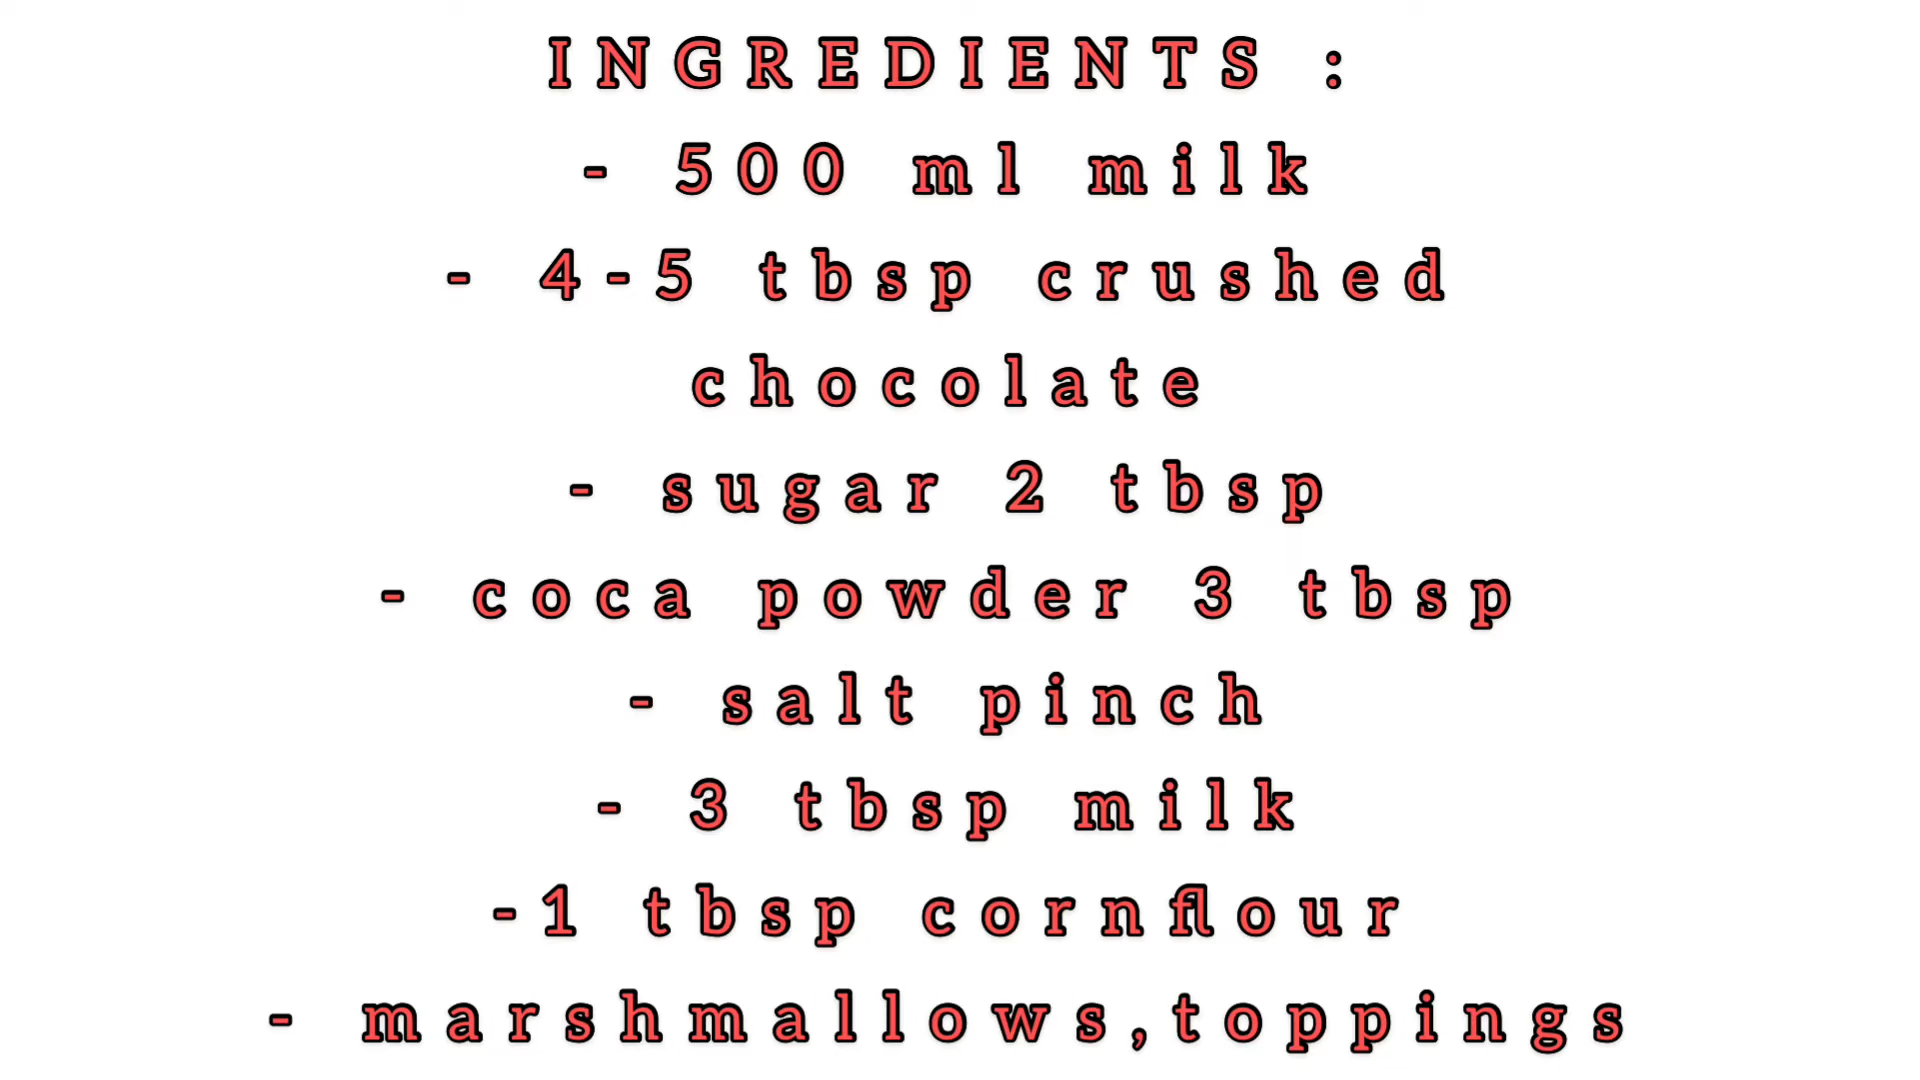 INGREDIENTS :
- 500 ml milk
- 4-5 tbsp crushed
chocolate
- sugar 2 tbsp
- coca powder 3 tbsp
- salt pinch
- 3 tbsp milk
-1 tbsp cornflour
- marshmallows,toppings